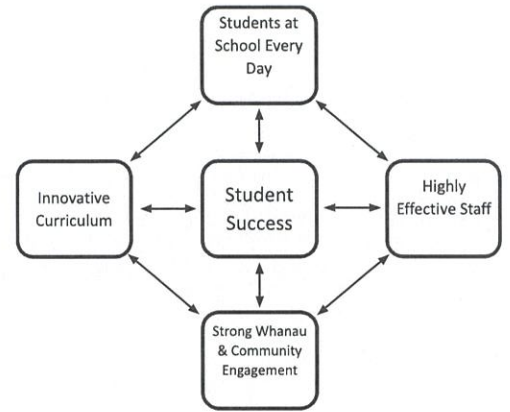 Students at
School Every
Day
Innovative
Curriculum
Student
Success
Highly
Effective Staff
Strong Whanau
& Community
Engagement